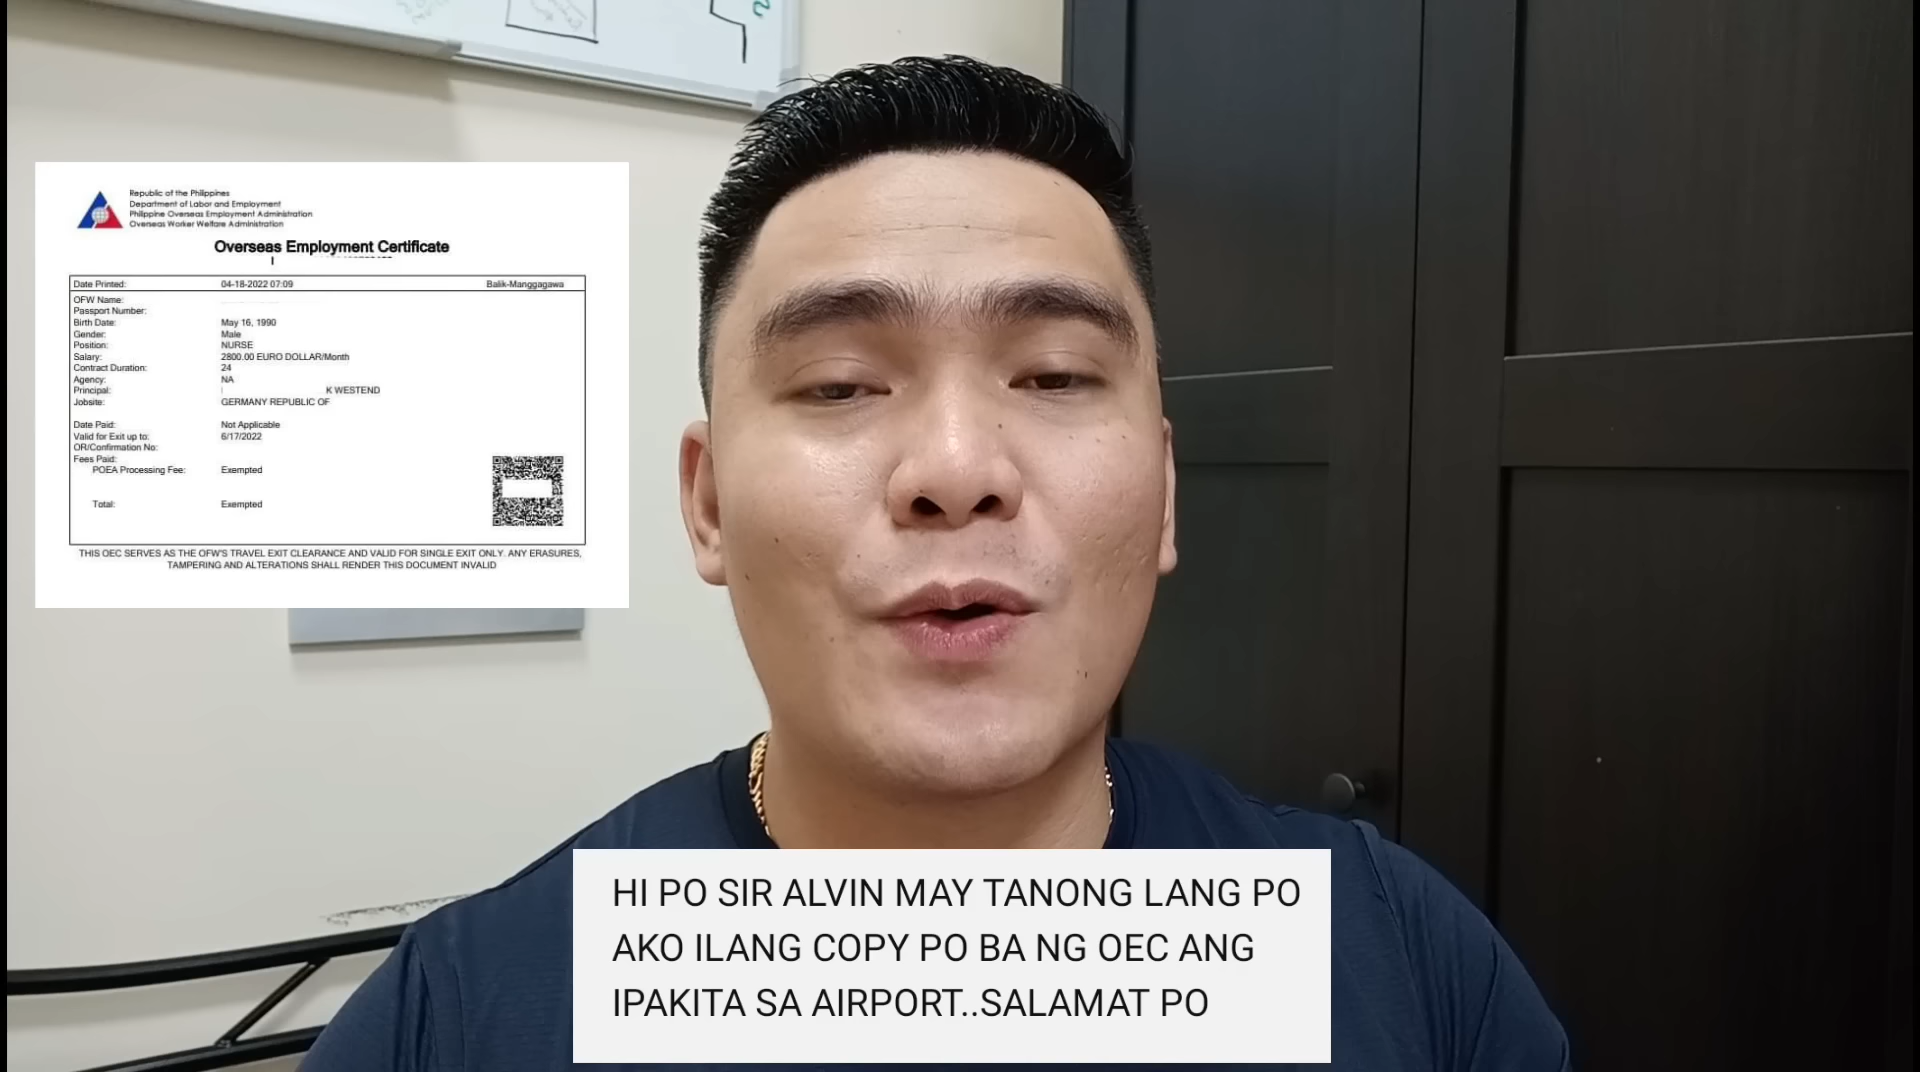 Republic of the Philippines
Department of Labor and Employment
Philippine Overseas Employment Administration
Overseas Worker Welfare Administration
Overseas Employment Certificate
Date Printed: 04-18-2022 07:09 Balik-Manggagawa
OFW Name:
Passport Number:
Birth Date: May 16, 1990
Gender: Male
Position: NURSE
Salary: 2800.00 EURO DOLLAR/Month
Contract Duration: 24
Agency: NA
Principal: K WESTEND
Jobsite: GERMANY REPUBLIC OF
Date Paid: Not Applicable
Valid for Exit up to: 6/17/2022
OR/Confirmation No:
Fees Paid:
POEA Processing Fee: Exempted
Total: Exempted
THIS OEC SERVES AS THE OFW'S TRAVEL EXIT CLEARANCE AND VALID FOR SINGLE EXIT ONLY. ANY ERASURES,
TAMPERING AND ALTERATIONS SHALL RENDER THIS DOCUMENT INVALID
HI PO SIR ALVIN MAY TANONG LANG PO
AKO ILANG COPY PO BA NG OEC ANG
IPAKITA SA AIRPORT..SALAMAT PO